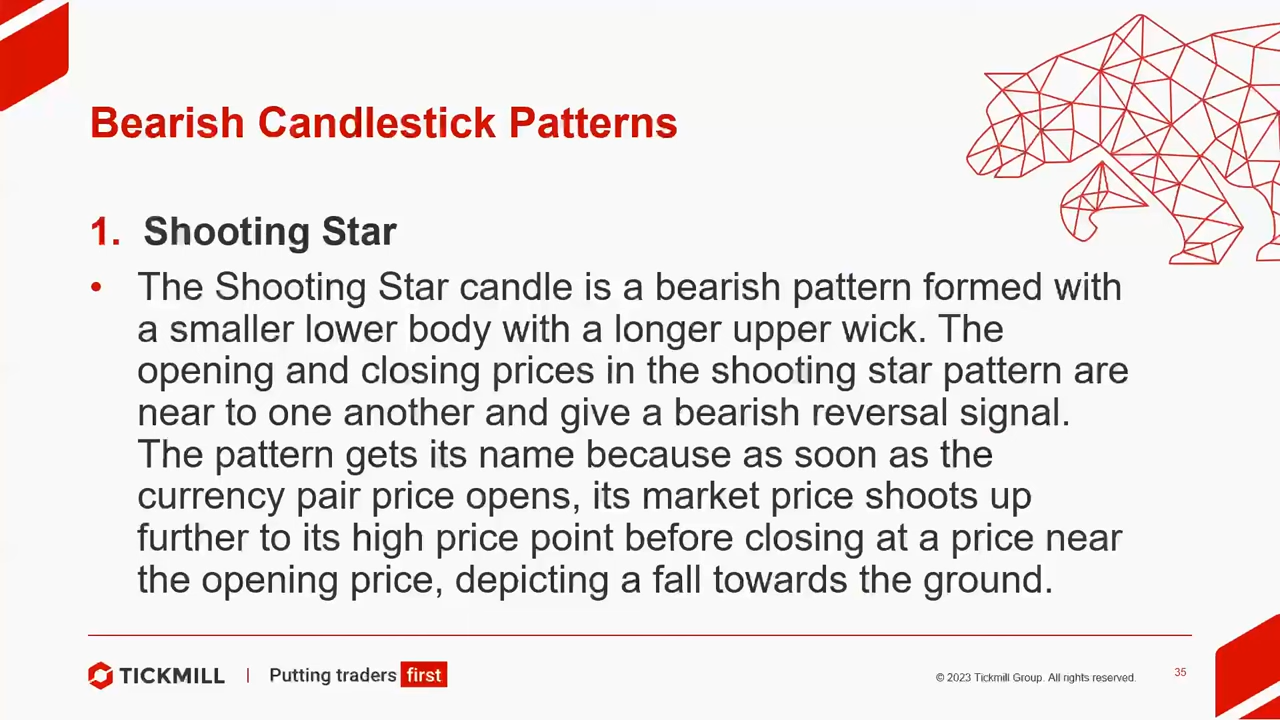 Bearish Candlestick Patterns
1. Shooting Star
• The Shooting Star candle is a bearish pattern formed with
a smaller lower body with a longer upper wick. The
opening and closing prices in the shooting star pattern are
near to one another and give a bearish reversal signal.
The pattern gets its name because as soon as the
currency pair price opens, its market price shoots up
further to its high price point before closing at a price near
the opening price, depicting a fall towards the ground.
TICKMILL | Putting traders first
© 2023 Tickmill Group. All rights reserved.
35